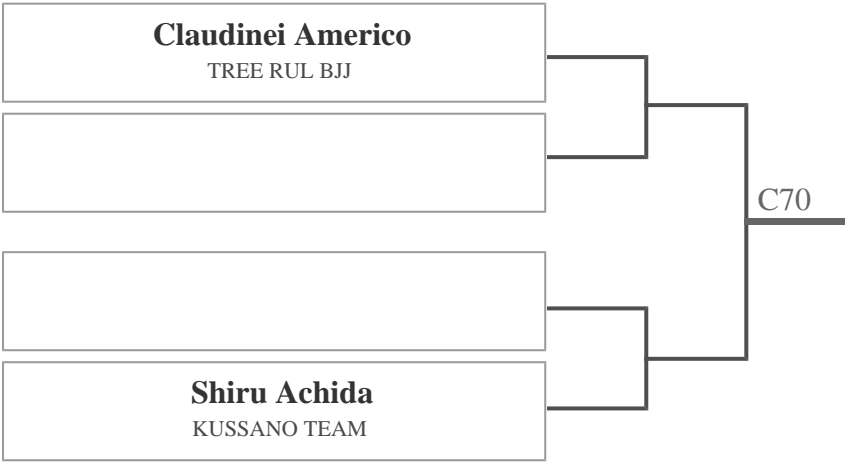 Claudinei Americo
TREE RUL BJJ
C70
Shiru Achida
KUSSANO TEAM